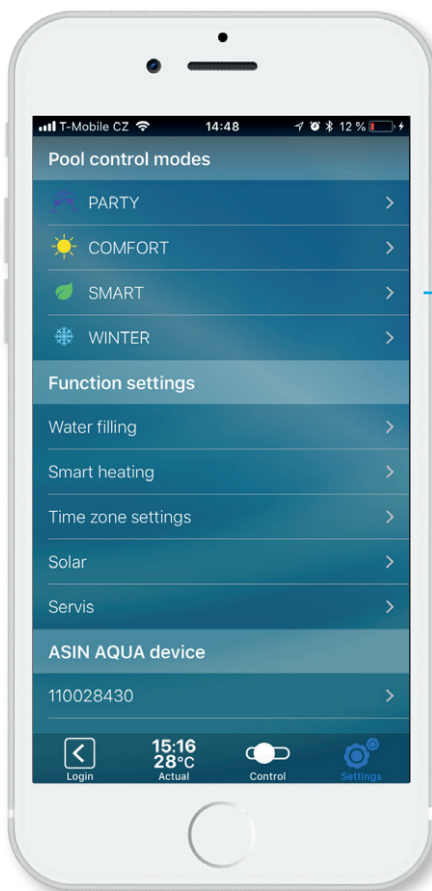 T-Mobile CZ 14:48 12 %
Pool control modes
PARTY
COMFORT
SMART
WINTER
Function settings
Water filling
Smart heating
Time zone settings
Solar
Servis
ASIN AQUA device
110028430
15:16
28°C
Login Actual Control Settings